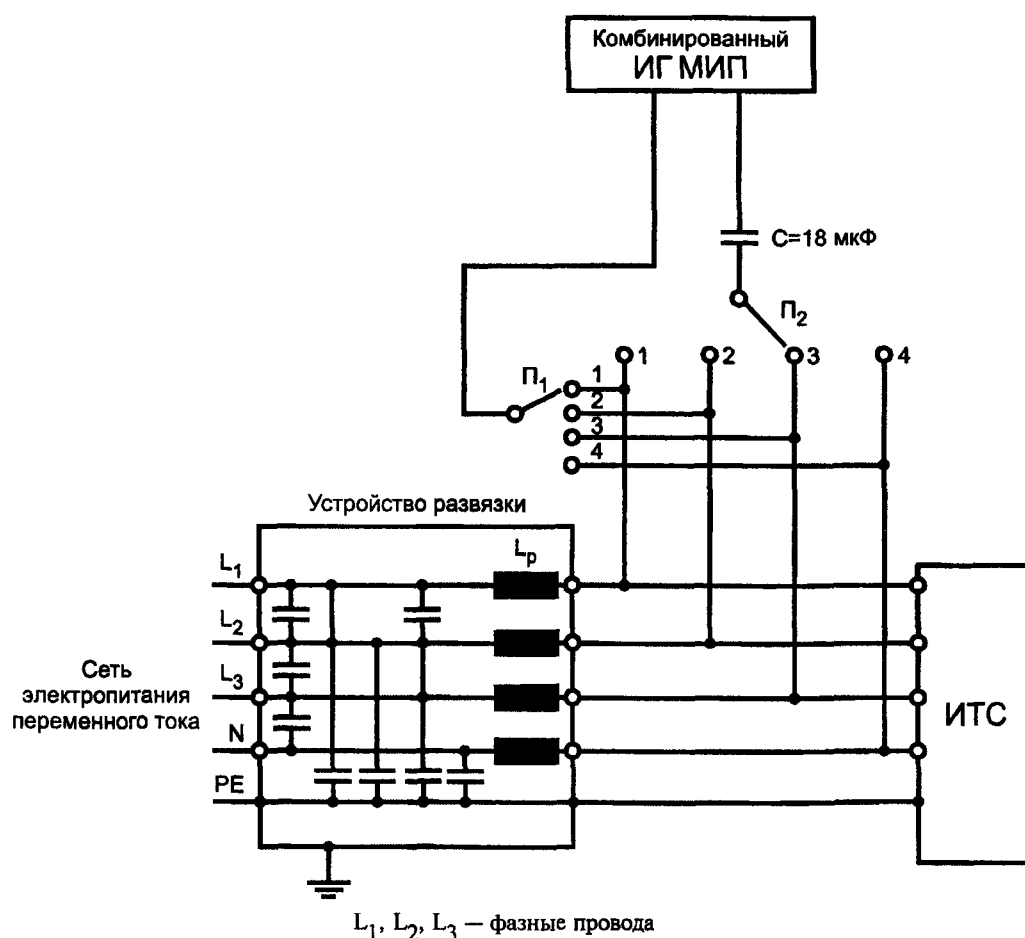 Комбинированный
ИГ МИП
C=18 мкФ
П2
1
2
3
4
П1
1
2
3
4
Устройство развязки
Lр
L1
L2
L3
N
PE
Сеть
электропитания
переменного тока
ИТС
L1, L2, L3 — фазные провода